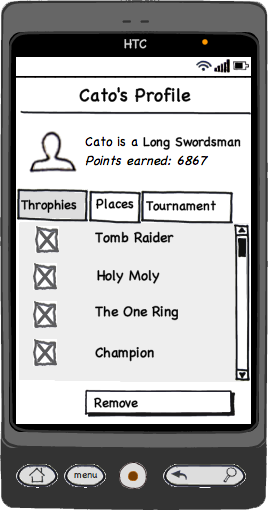 HTC
Cato's Profile
Cato is a Long Swordsman
Points earned: 6867
Throphies Places Tournament
Tomb Raider
Holy Moly
The One Ring
Champion
Remove
menu